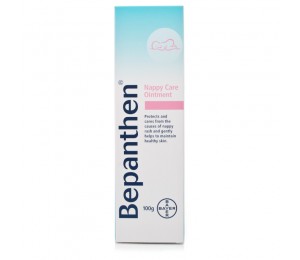 Bepanthen®
Nappy Care
Ointment
Protects and
cares from the
causes of nappy
rash and gently
helps to maintain
healthy skin.
100g
BAYER